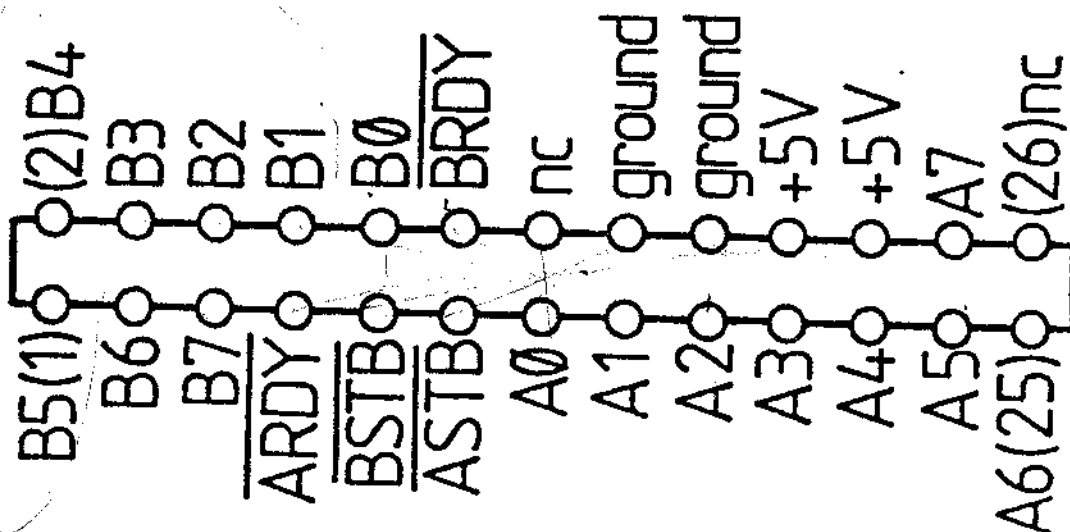 (2)B4
B3
B2
B1
B0
BRDY
nc
ground
ground
+5V
+5V
A7
(26)nc
B5(1)
B6
B7
ARDY
BSTB
ASTB
A0
A1
A2
A3
A4
A5
A6(25)